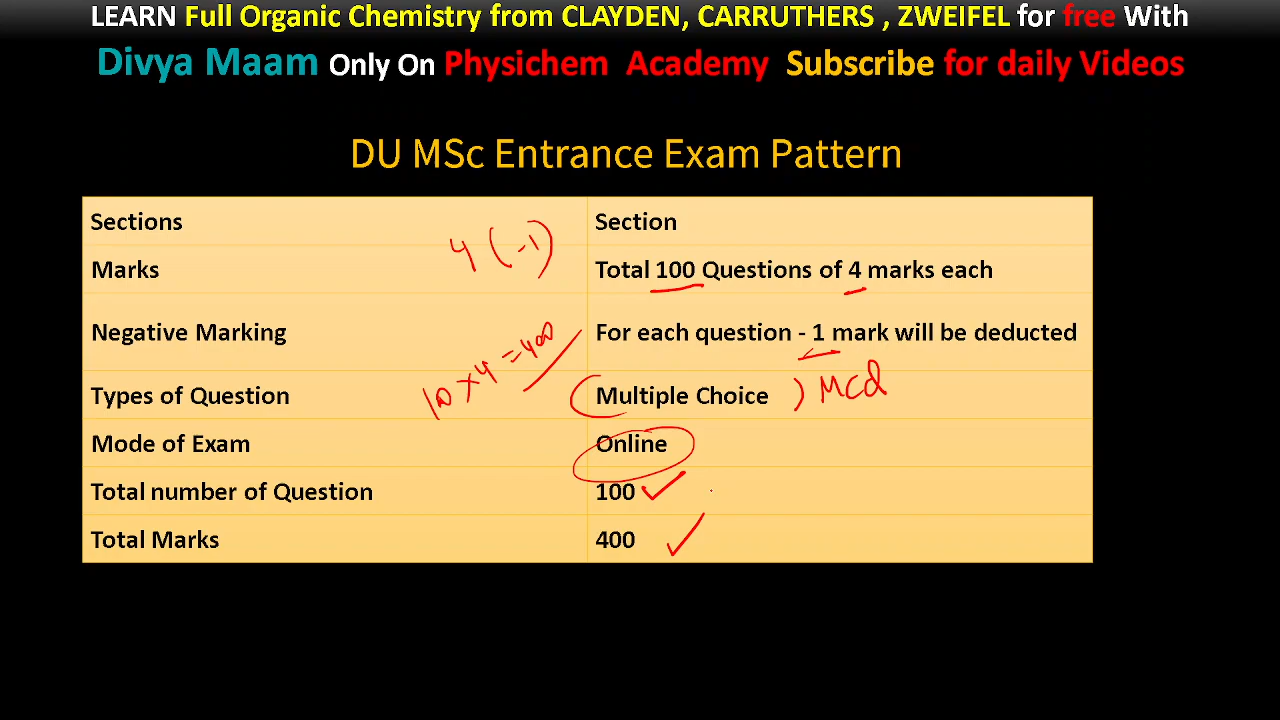 LEARN Full Organic Chemistry from CLAYDEN, CARRUTHERS , ZWEIFEL for free With
Divya Maam Only On Physichem Academy Subscribe for daily Videos
DU MSc Entrance Exam Pattern
Sections Section
4 (-1)
Marks Total 100 Questions of 4 marks each
Negative Marking For each question - 1 mark will be deducted
100 x 4 = 400
Types of Question Multiple Choice ) MCQ
Mode of Exam Online
Total number of Question 100
Total Marks 400